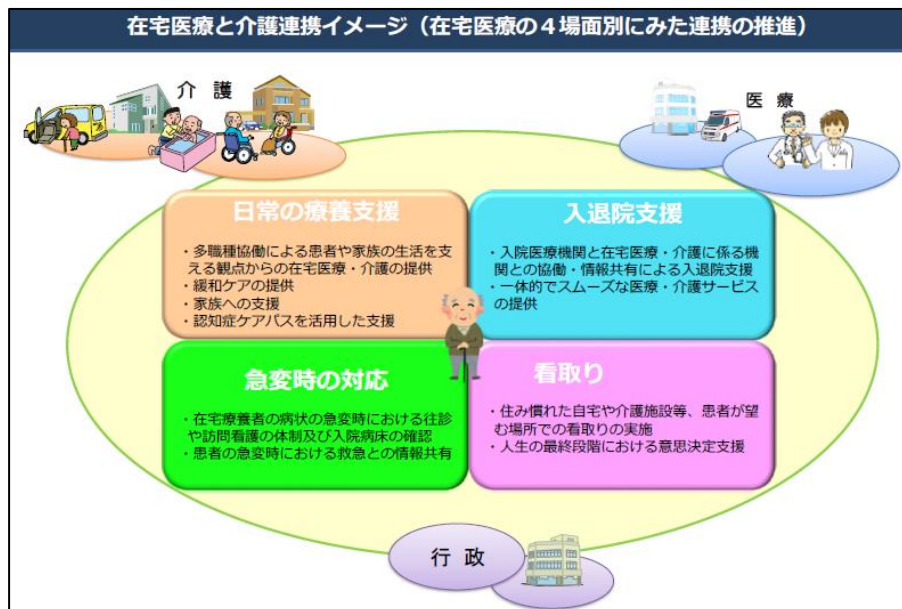 在宅医療と介護連携イメージ（在宅医療の４場面別にみた連携の推進）
介 護
医 療
日常の療養支援
・多職種協働による患者や家族の生活を支
える観点からの在宅医療・介護の提供
・緩和ケアの提供
・家族への支援
・認知症ケアパスを活用した支援
入退院支援
・入院医療機関と在宅医療・介護に係る機
関との協働・情報共有による入退院支援
・一体的でスムーズな医療・介護サービス
の提供
急変時の対応
・在宅療養者の病状の急変時における往診
や訪問看護の体制及び入院病床の確認
・患者の急変時における救急との情報共有
看取り
・住み慣れた自宅や介護施設等、患者が望
む場所での看取りの実施
・人生の最終段階における意思決定支援
行 政